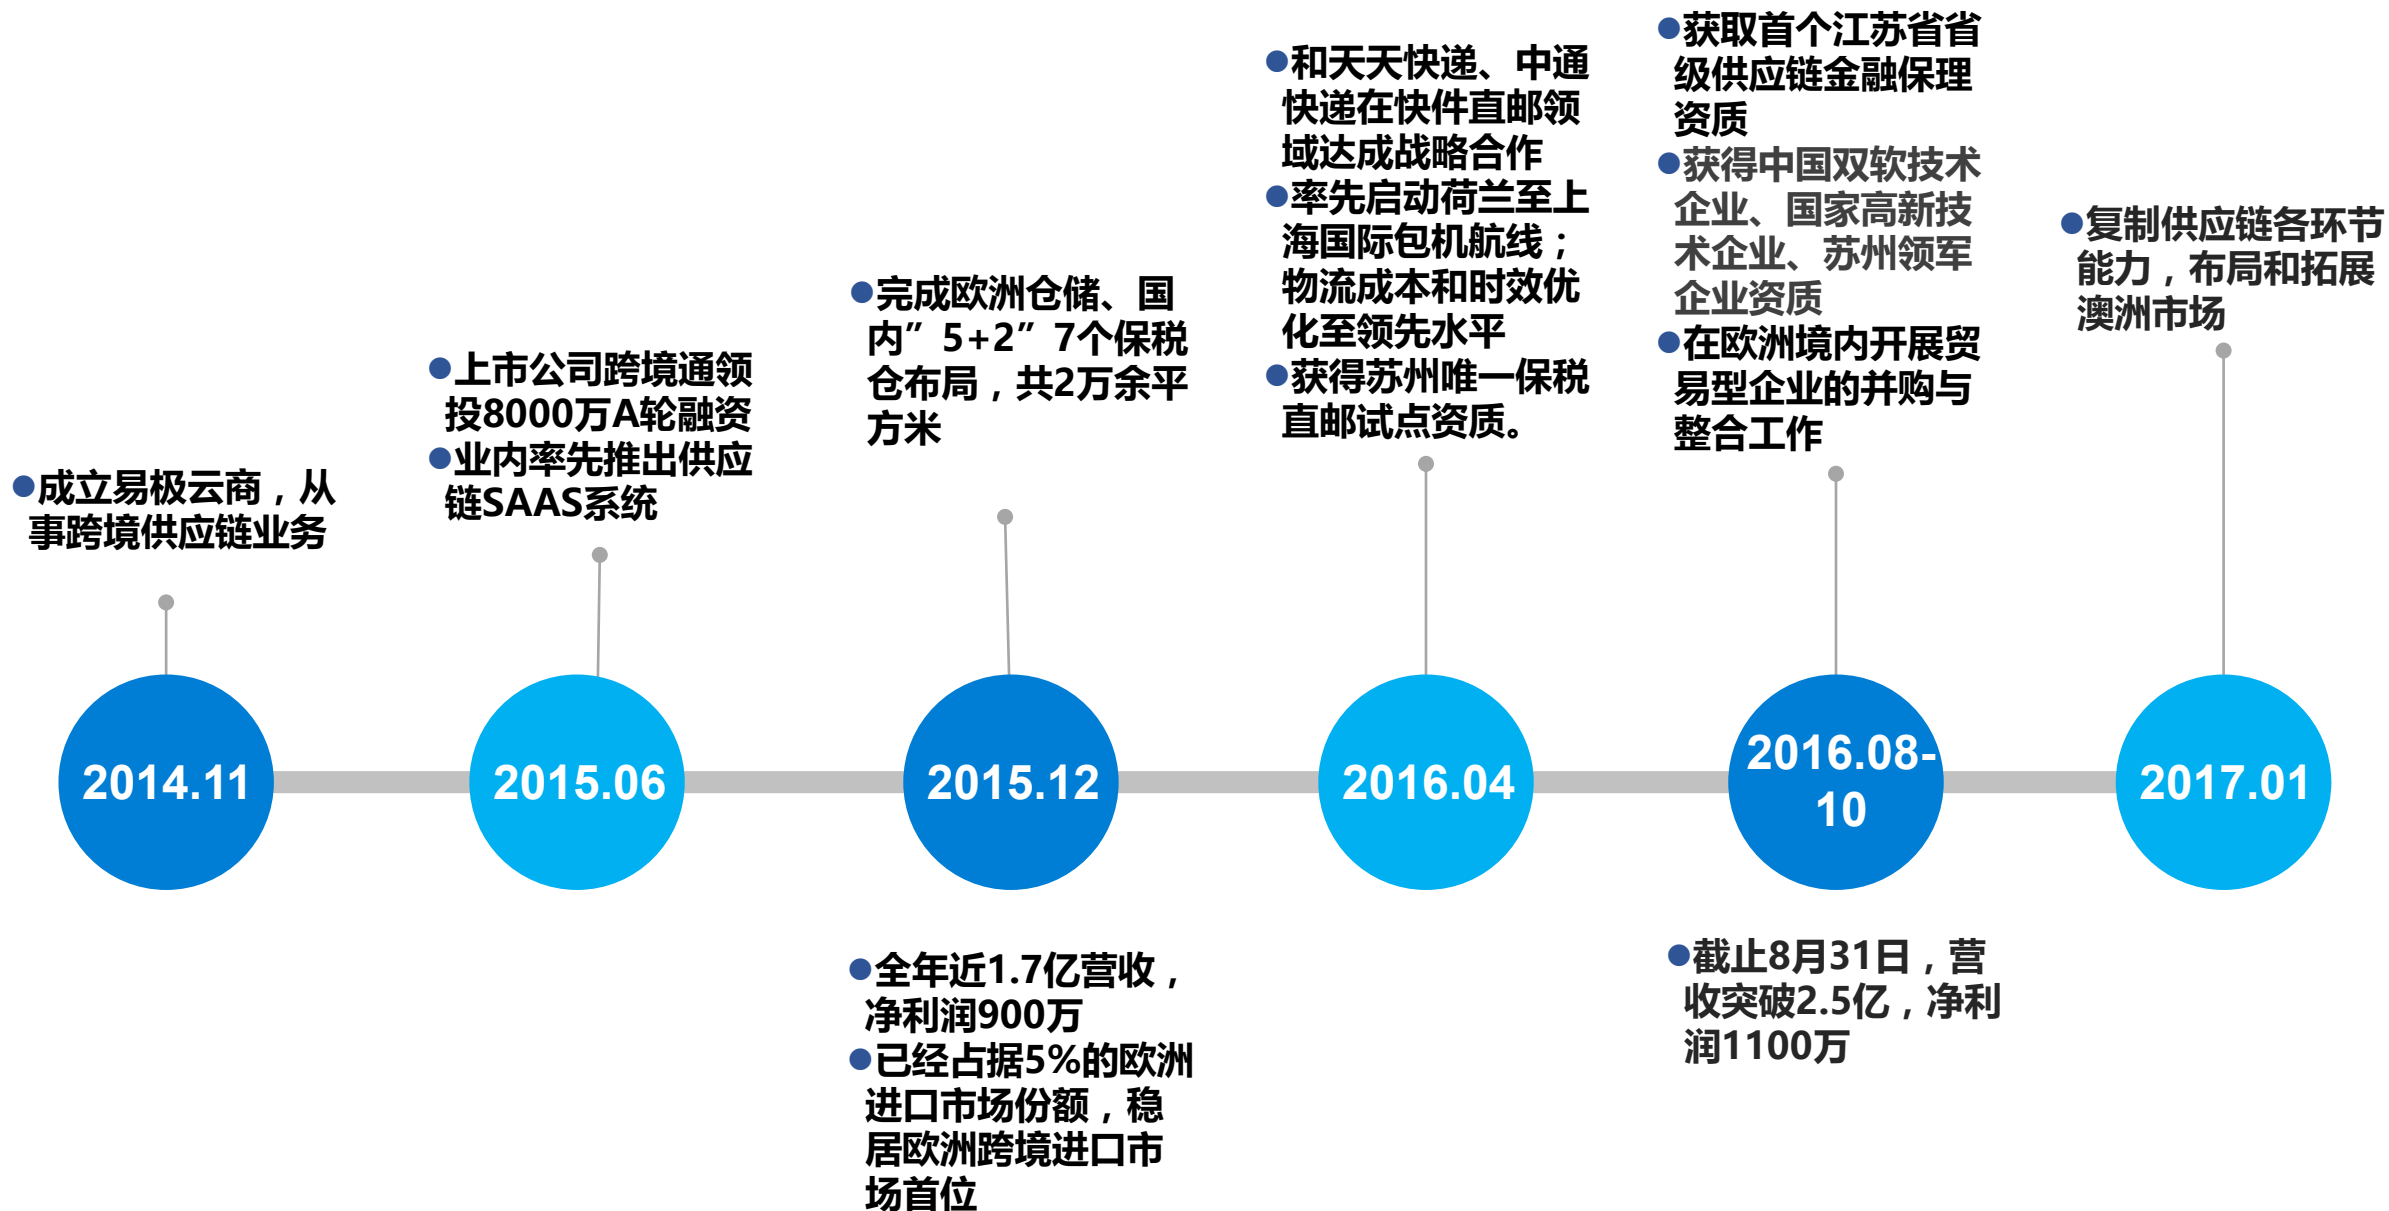 ●成立易极云商，从
事跨境供应链业务
2014.11
●上市公司跨境通领
投8000万A轮融资
●业内率先推出供应
链SAAS系统
2015.06
●完成欧洲仓储、国
内”5+2”7个保税
仓布局，共2万余平
方米
2015.12
●全年近1.7亿营收，
净利润900万
●已经占据5%的欧洲
进口市场份额，稳
居欧洲跨境进口市
场首位
●和天天快递、中通
快递在快件直邮领
域达成战略合作
●率先启动荷兰至上
海国际包机航线；
物流成本和时效优
化至领先水平
●获得苏州唯一保税
直邮试点资质。
2016.04
●获取首个江苏省省
级供应链金融保理
资质
●获得中国双软技术
企业、国家高新技
术企业、苏州领军
企业资质
●在欧洲境内开展贸
易型企业的并购与
整合工作
2016.08-
10
●截止8月31日，营
收突破2.5亿，净利
润1100万
●复制供应链各环节
能力，布局和拓展
澳洲市场
2017.01